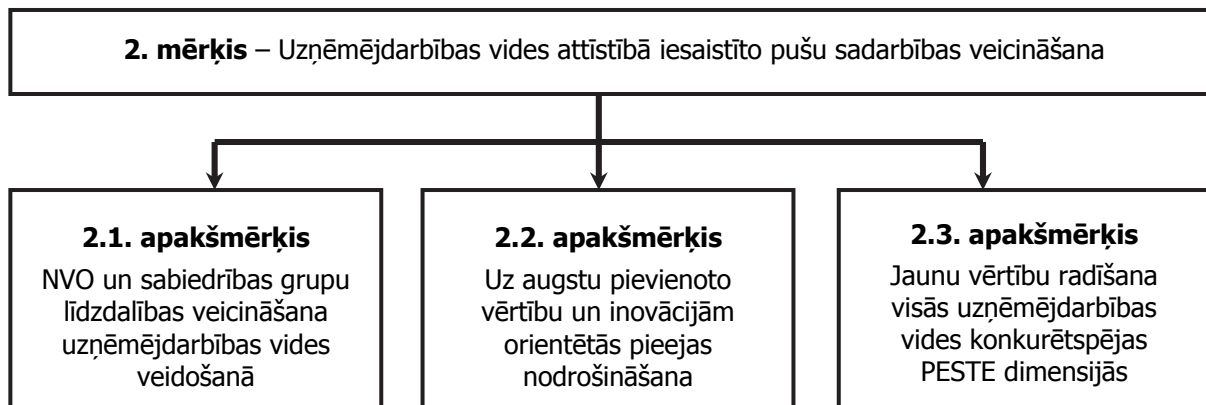 2. mērķis – Uzņēmējdarbības vides attīstībā iesaistīto pušu sadarbības veicināšana
2.1. apakšmērķis
NVO un sabiedrības grupu
līdzdalības veicināšana
uzņēmējdarbības vides
veidošanā
2.2. apakšmērķis
Uz augstu pievienoto
vērtību un inovācijām
orientētās pieejas
nodrošināšana
2.3. apakšmērķis
Jaunu vērtību radīšana
visās uzņēmējdarbības
vides konkurētspējas
PESTE dimensijās